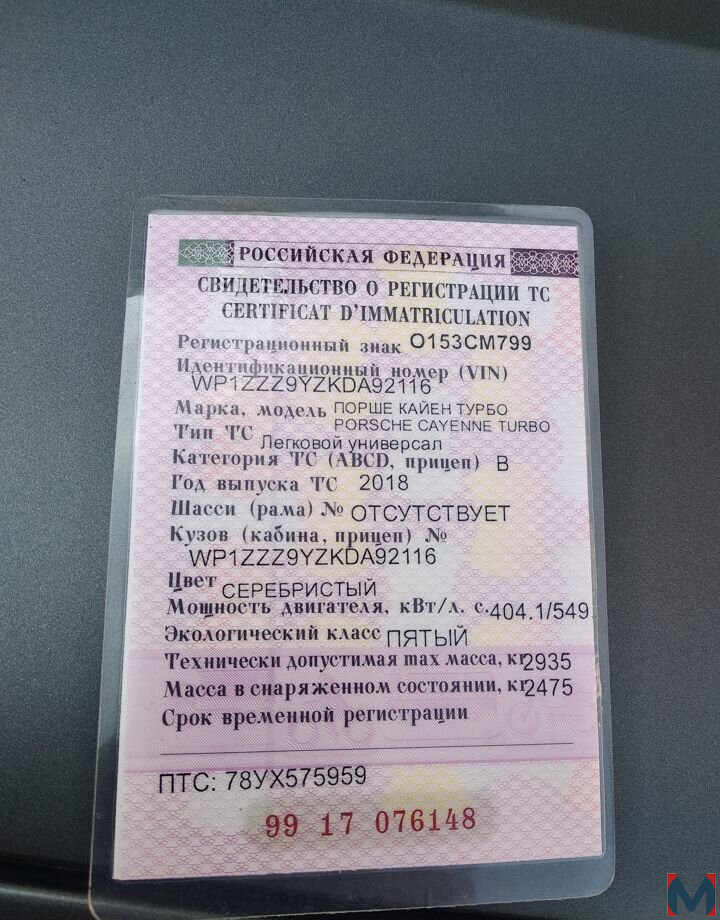 РОССИЙСКАЯ ФЕДЕРАЦИЯ
СВИДЕТЕЛЬСТВО О РЕГИСТРАЦИИ ТС
CERTIFICAT D'IMMATRICULATION
Регистрационный знак О153СМ799
Идентификационный номер (VIN)
WP1ZZZ9YZKDA92116
Марка, модель ПОРШЕ КАЙЕН ТУРБО
PORSCHE CAYENNE TURBO
Тип ТС Легковой универсал
Категория ТС (ABCD, прицеп) B
Год выпуска ТС 2018
Шасси (рама) № ОТСУТСТВУЕТ
Кузов (кабина, прицеп) №
WP1ZZZ9YZKDA92116
Цвет СЕРЕБРИСТЫЙ
Мощность двигателя, кВт/л. с. 404.1/549
Экологический класс ПЯТЫЙ
Технически допустимая max масса, кг 2935
Масса в снаряженном состоянии, кг 2475
Срок временной регистрации
ПТС: 78УХ575959
99 17 076148
M